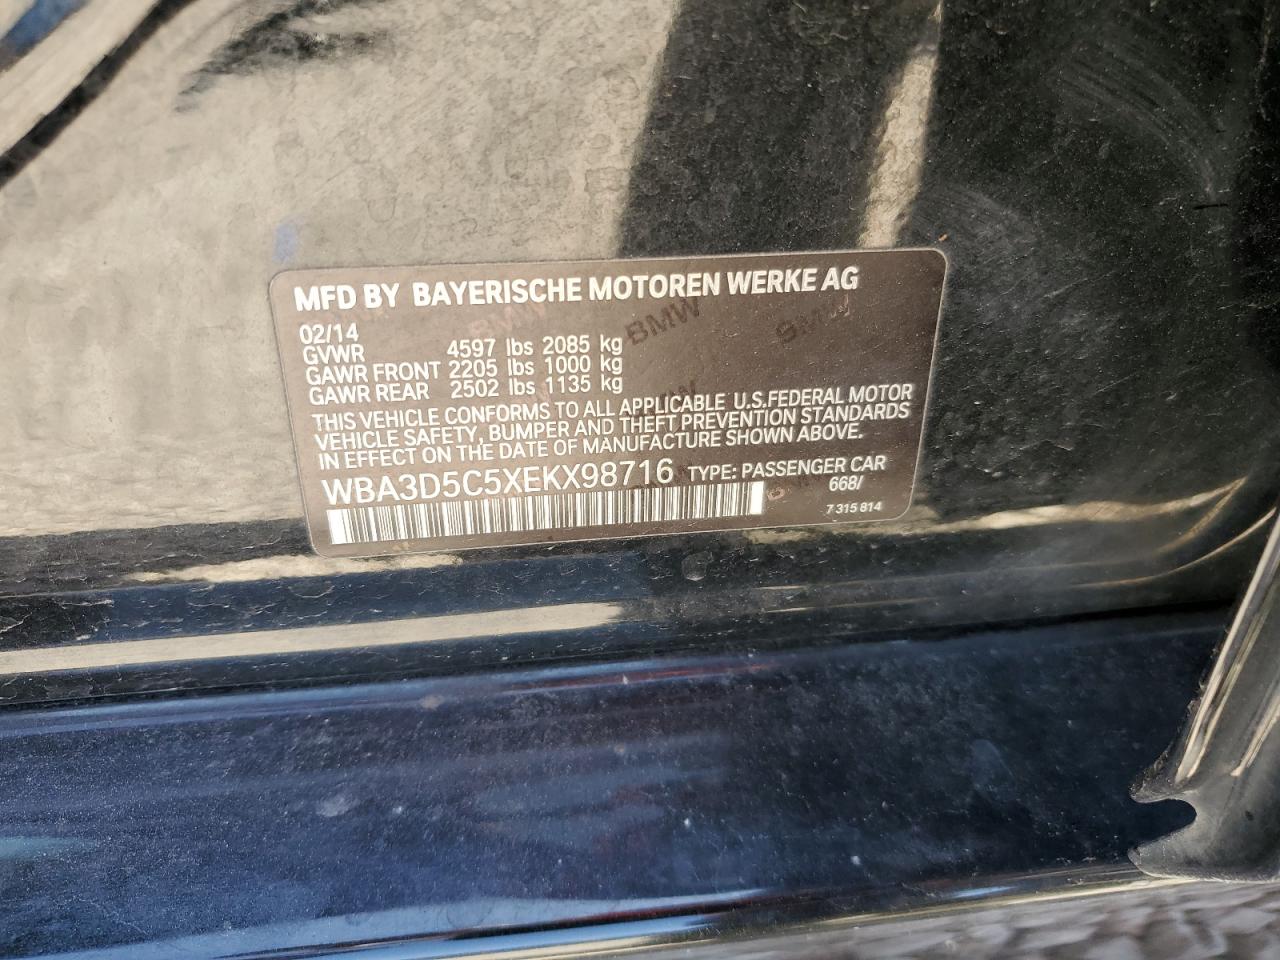 MFD BY BAYERISCHE MOTOREN WERKE AG
02/14
GVWR 4597 lbs 2085 kg
GAWR FRONT 2205 lbs 1000 kg
GAWR REAR 2502 lbs 1135 kg
THIS VEHICLE CONFORMS TO ALL APPLICABLE U.S.FEDERAL MOTOR
VEHICLE SAFETY, BUMPER AND THEFT PREVENTION STANDARDS
IN EFFECT ON THE DATE OF MANUFACTURE SHOWN ABOVE.
WBA3D5C5XEKX98716 TYPE: PASSENGER CAR
668/
7 315 814
BMW
BMW